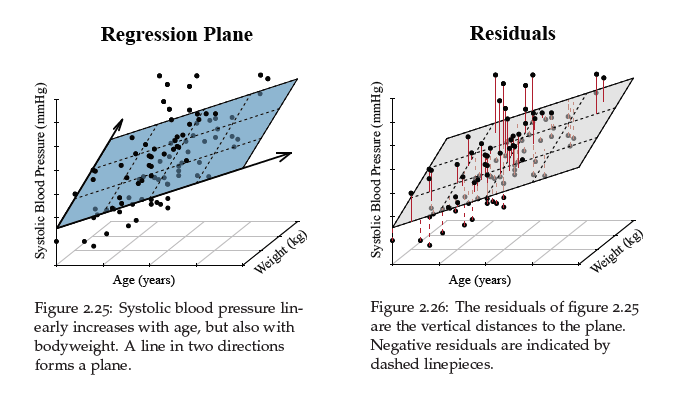 Regression Plane
Systolic Blood Pressure (mmHg)
Age (years)
Weight (kg)
Figure 2.25: Systolic blood pressure lin-
early increases with age, but also with
bodyweight. A line in two directions
forms a plane.
Residuals
Systolic Blood Pressure (mmHg)
Age (years)
Weight (kg)
Figure 2.26: The residuals of figure 2.25
are the vertical distances to the plane.
Negative residuals are indicated by
dashed linepieces.